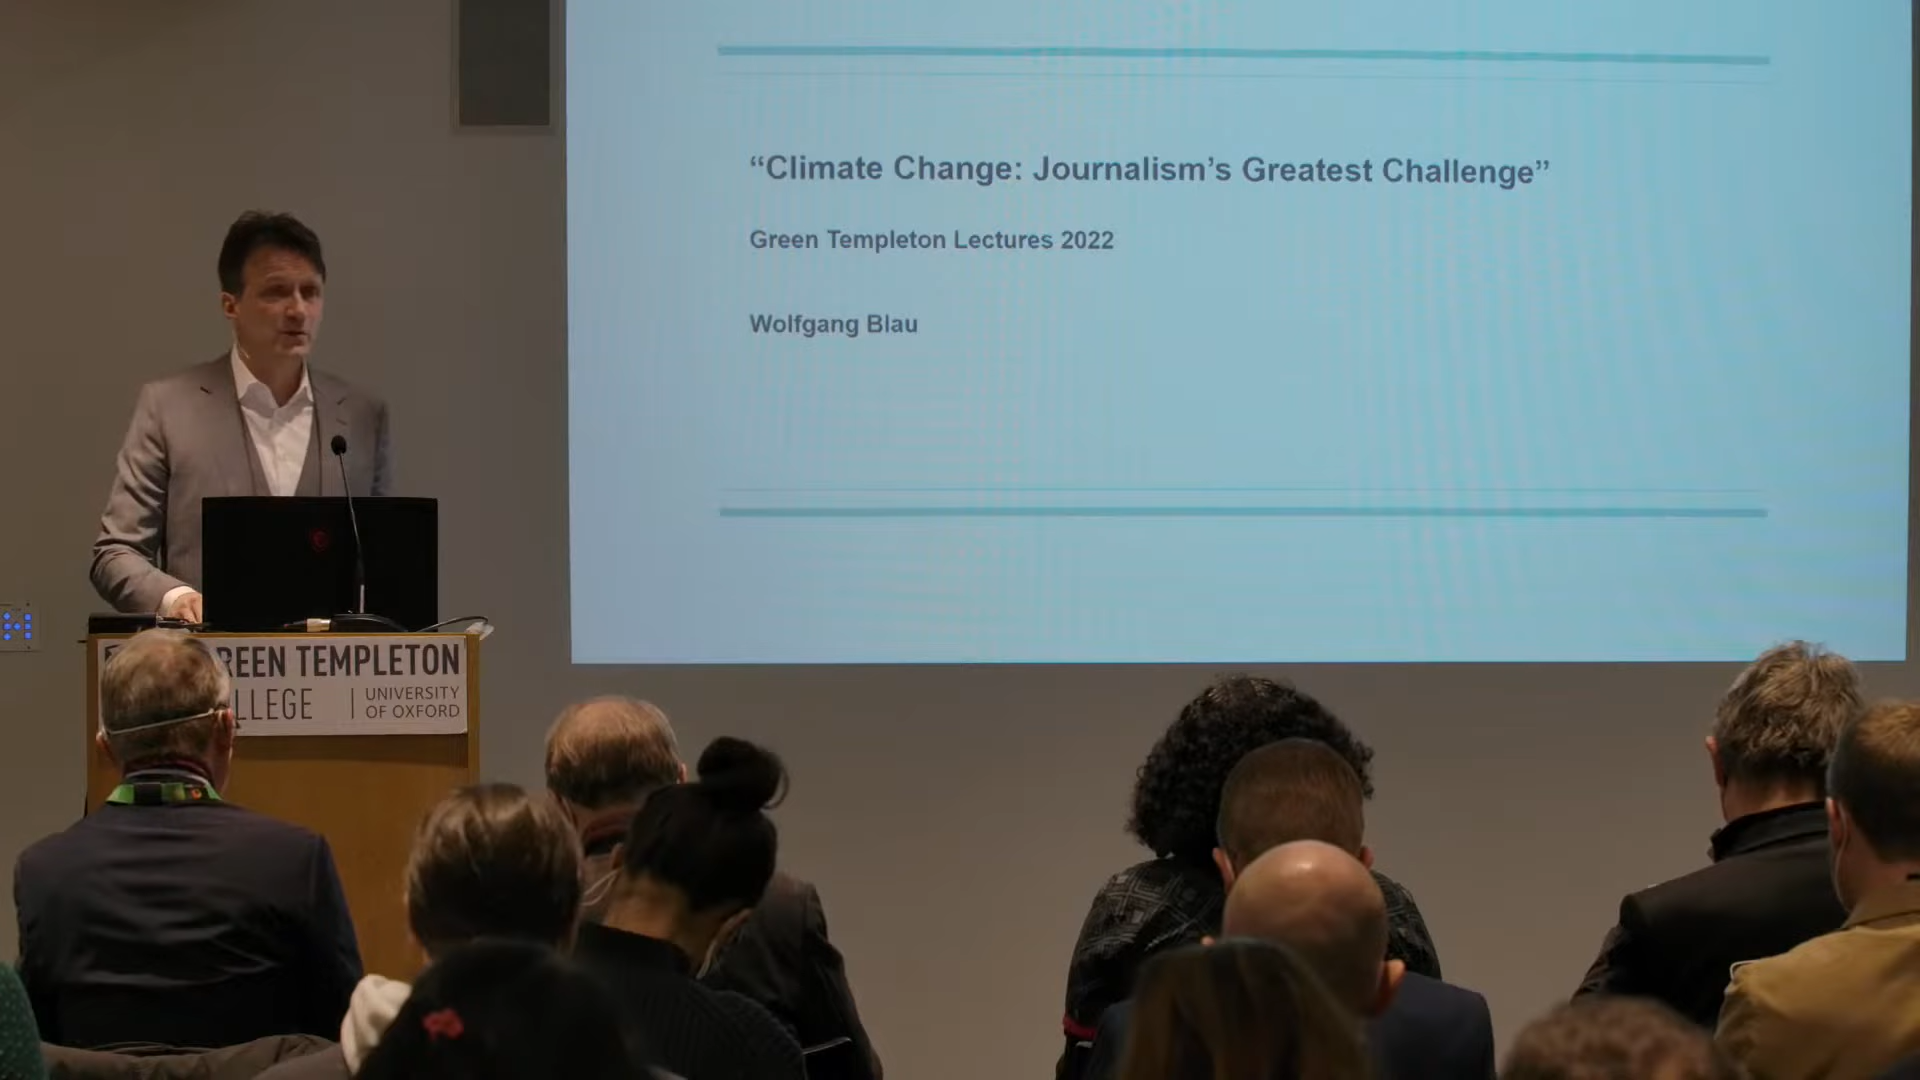 “Climate Change: Journalism’s Greatest Challenge”
Green Templeton Lectures 2022
Wolfgang Blau
REEN TEMPLETON
LLEGE | UNIVERSITY
OF OXFORD